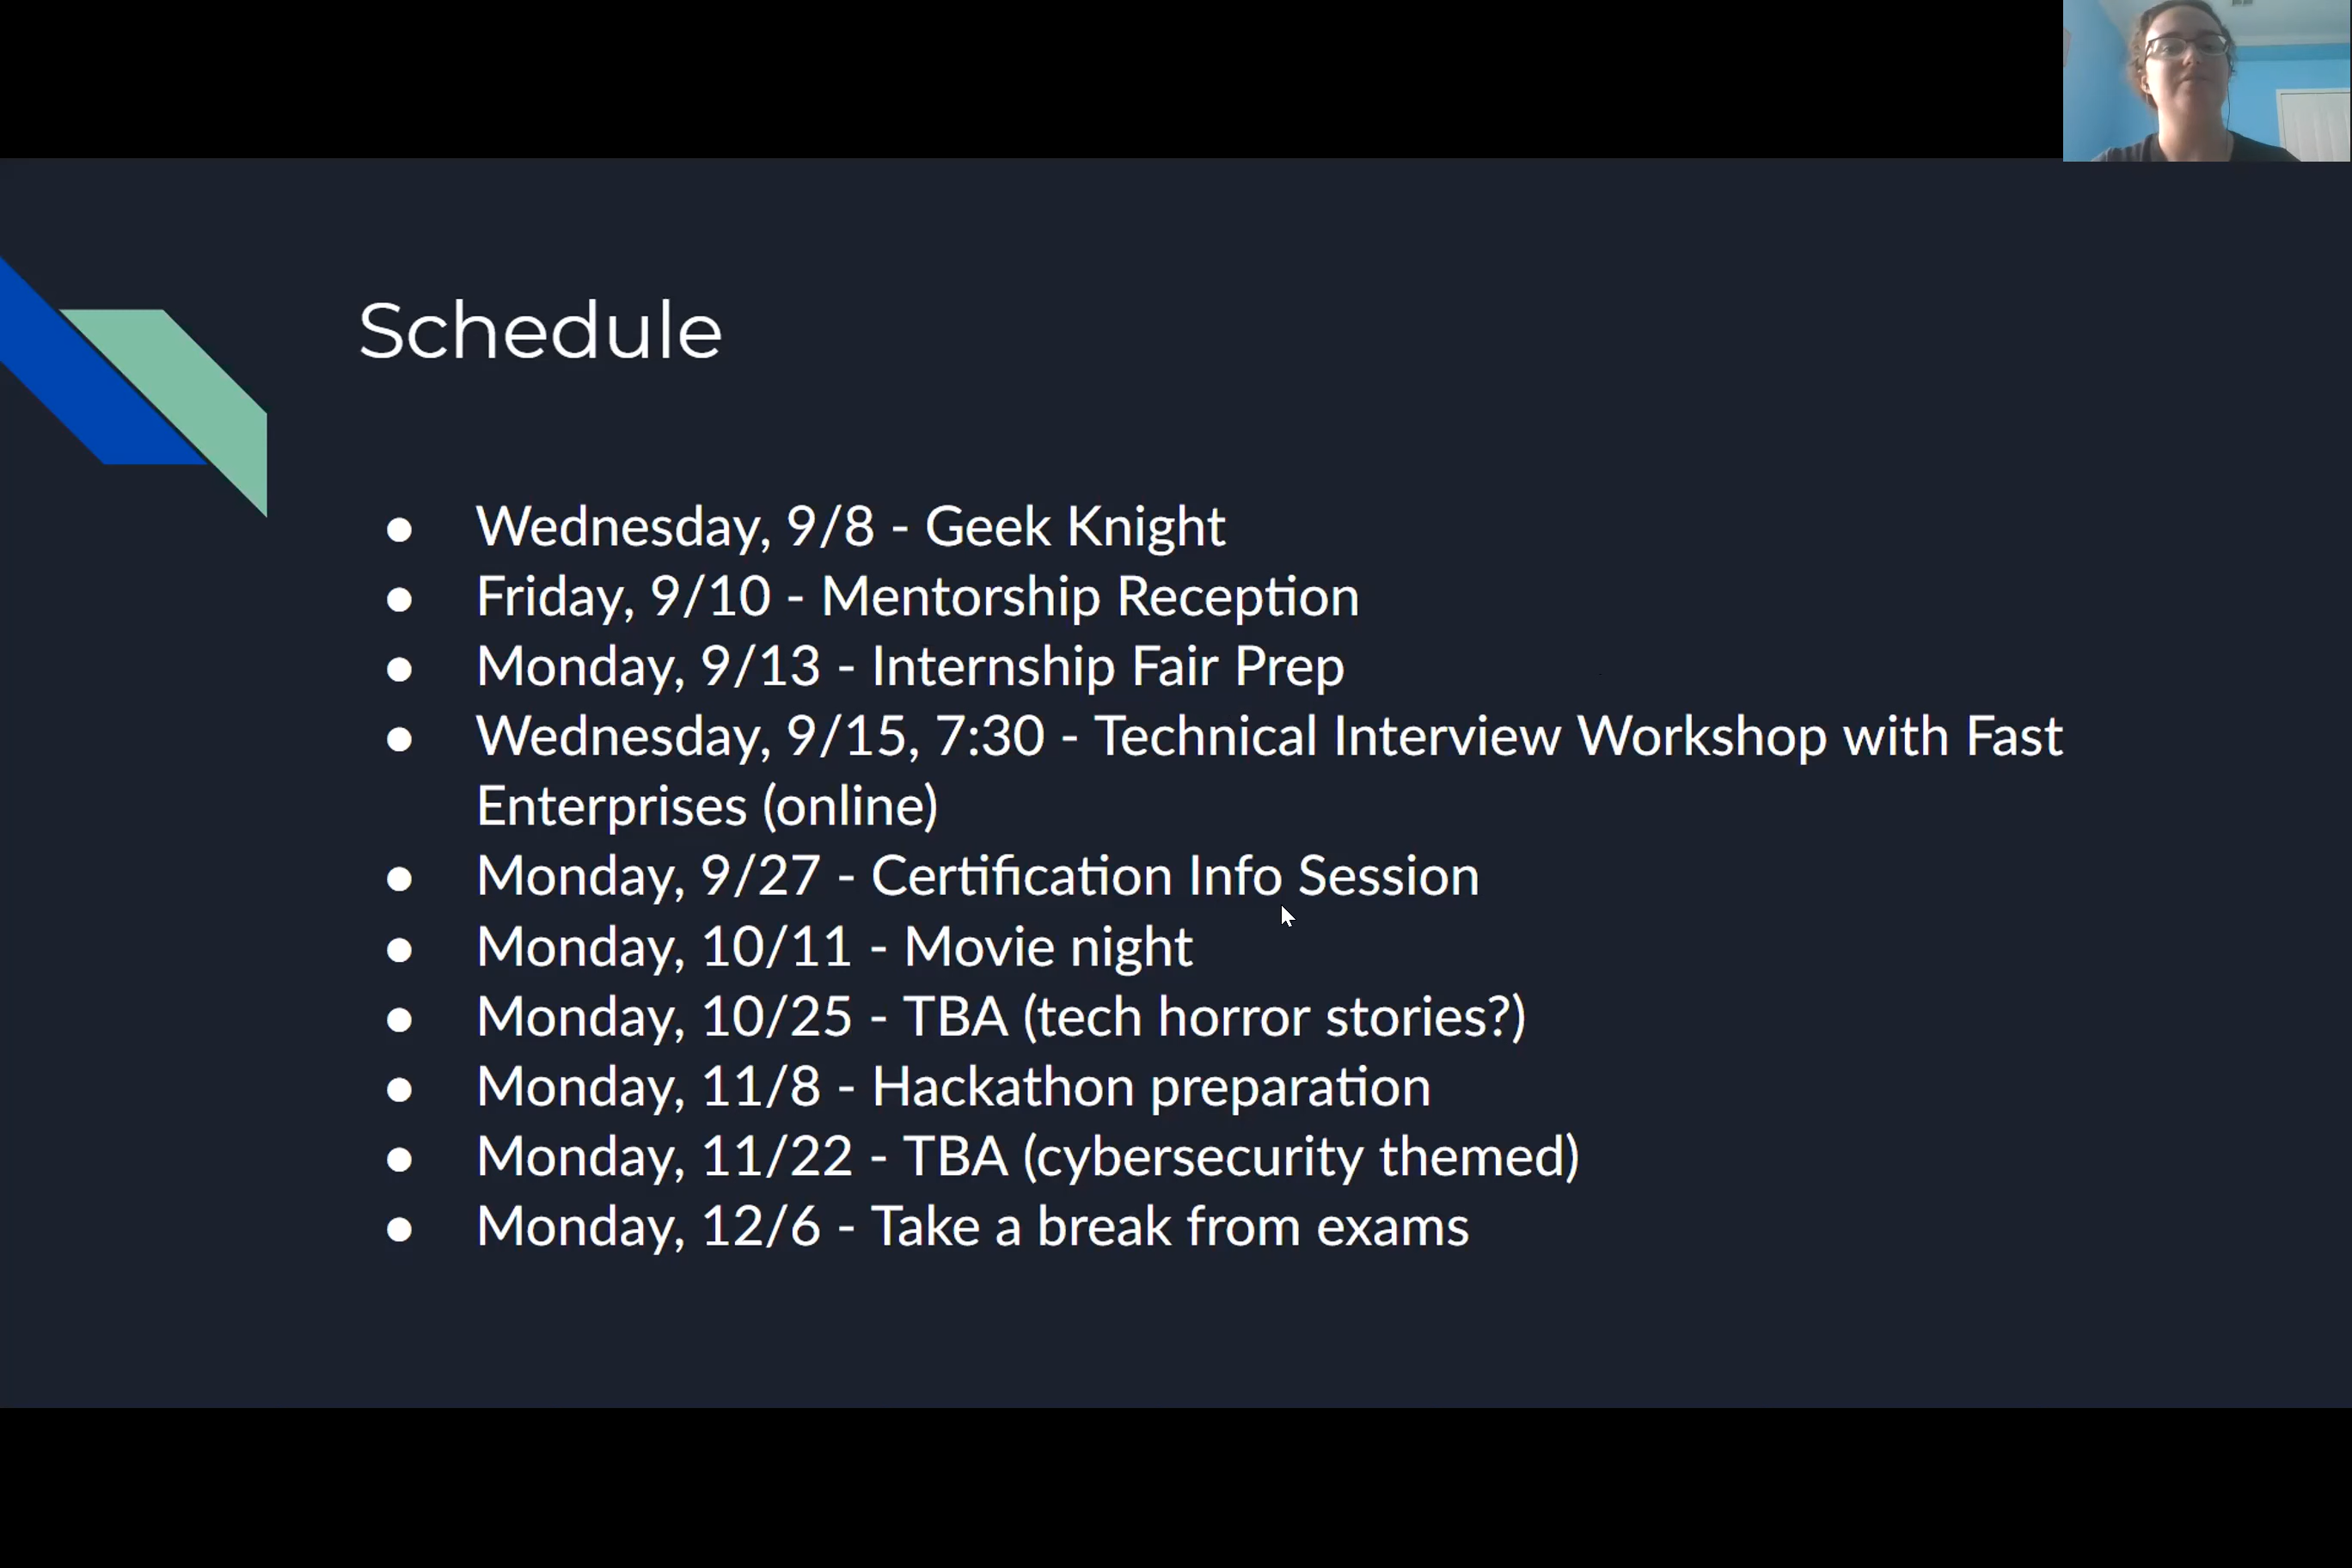 Schedule
● Wednesday, 9/8 - Geek Knight
● Friday, 9/10 - Mentorship Reception
● Monday, 9/13 - Internship Fair Prep
● Wednesday, 9/15, 7:30 - Technical Interview Workshop with Fast
Enterprises (online)
● Monday, 9/27 - Certification Info Session
● Monday, 10/11 - Movie night
● Monday, 10/25 - TBA (tech horror stories?)
● Monday, 11/8 - Hackathon preparation
● Monday, 11/22 - TBA (cybersecurity themed)
● Monday, 12/6 - Take a break from exams